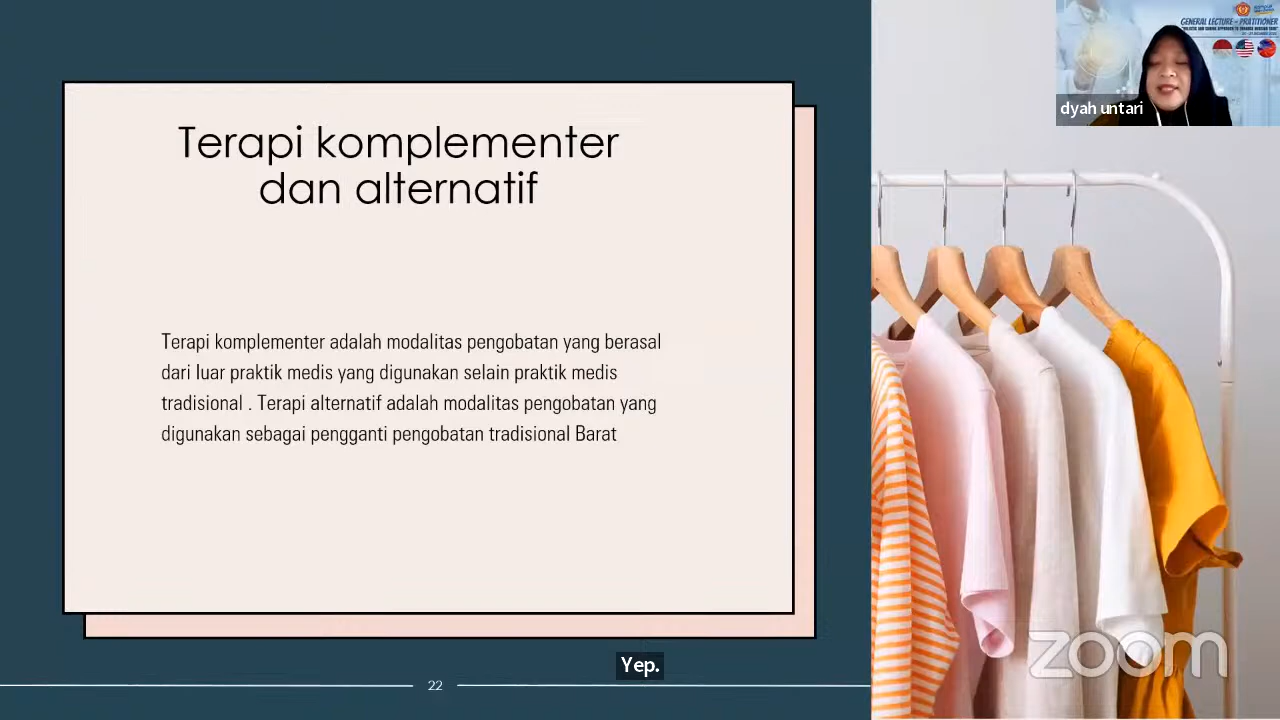 Terapi komplementer
dan alternatif
Terapi komplementer adalah modalitas pengobatan yang berasal
dari luar praktik medis yang digunakan selain praktik medis
tradisional . Terapi alternatif adalah modalitas pengobatan yang
digunakan sebagai pengganti pengobatan tradisional Barat
22
Yep.
GENERAL LECTURE - PRATITIONER
dyah untari
zoom